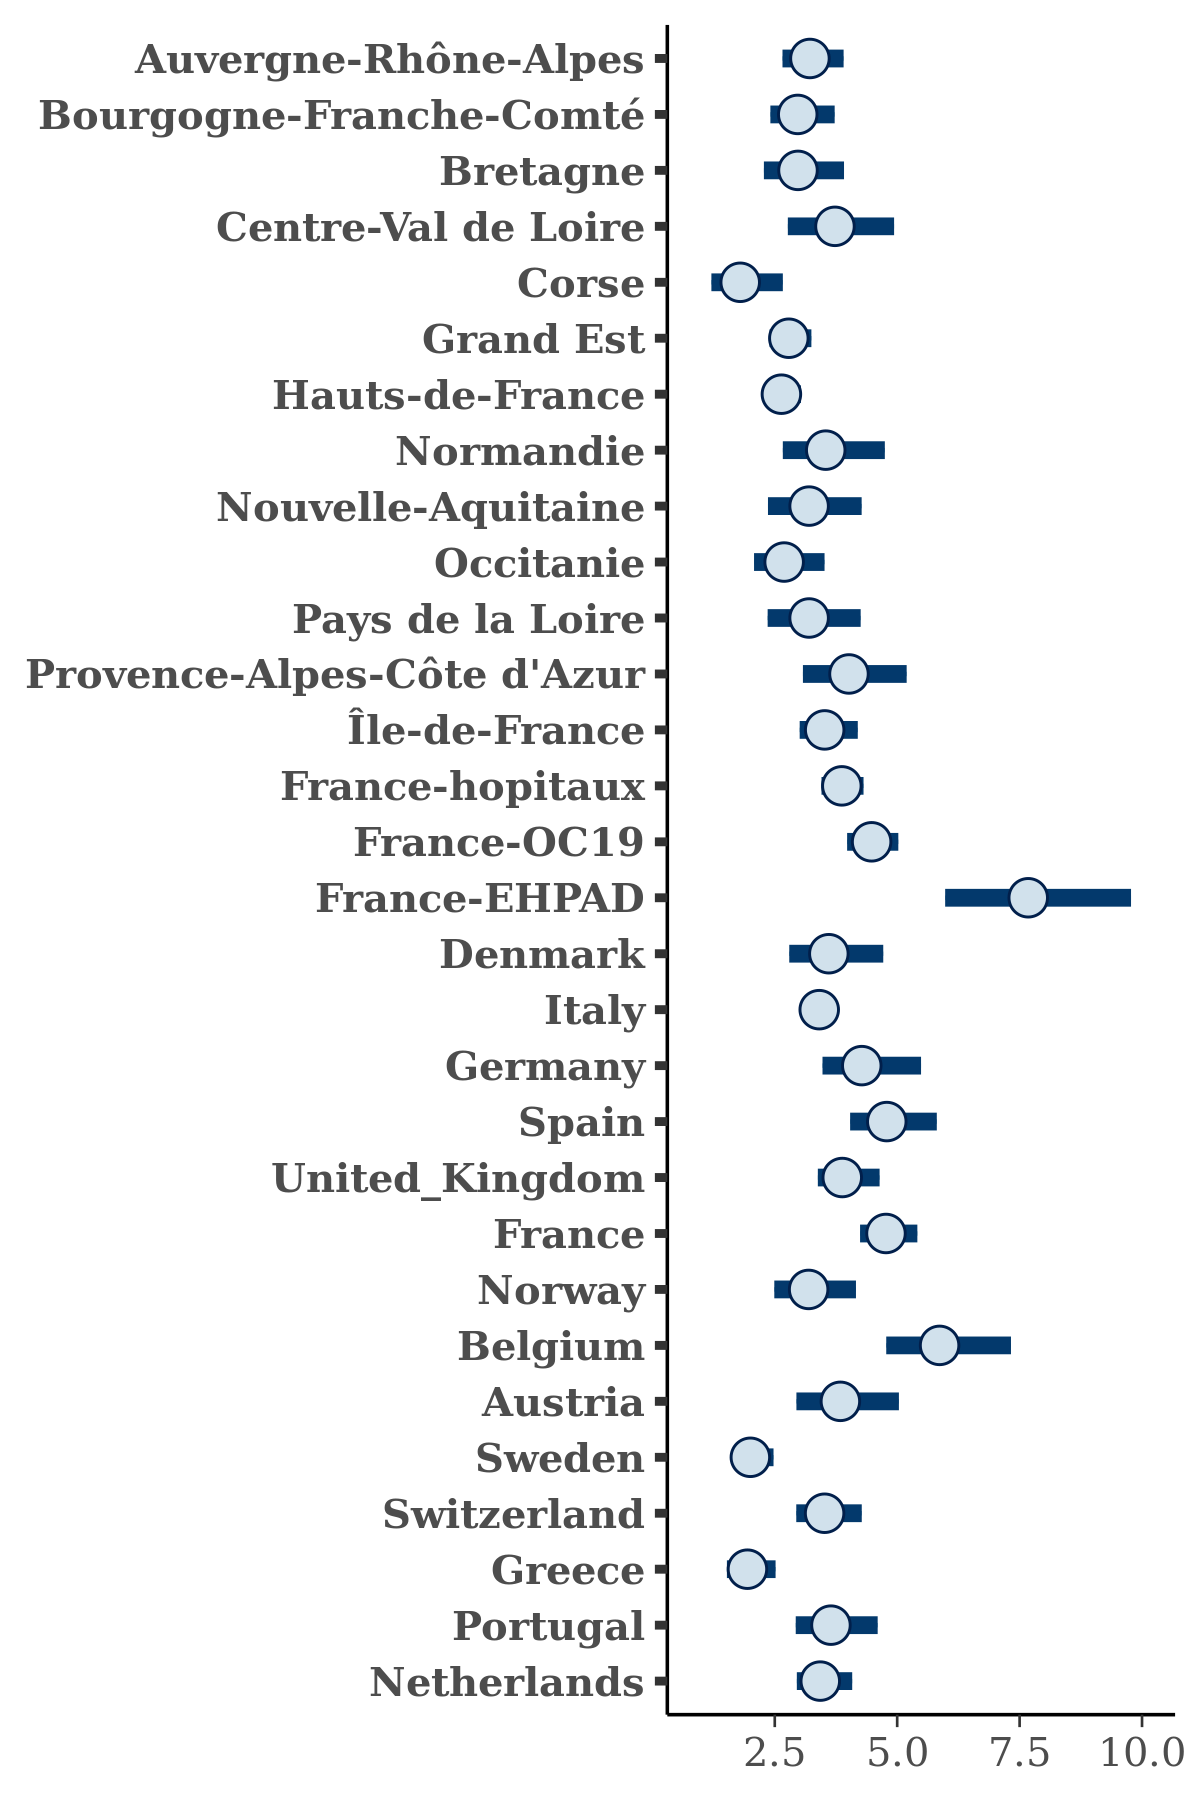 Auvergne-Rhône-Alpes
Bourgogne-Franche-Comté
Bretagne
Centre-Val de Loire
Corse
Grand Est
Hauts-de-France
Normandie
Nouvelle-Aquitaine
Occitanie
Pays de la Loire
Provence-Alpes-Côte d'Azur
Île-de-France
France-hopitaux
France-OC19
France-EHPAD
Denmark
Italy
Germany
Spain
United_Kingdom
France
Norway
Belgium
Austria
Sweden
Switzerland
Greece
Portugal
Netherlands
2.5 5.0 7.5 10.0